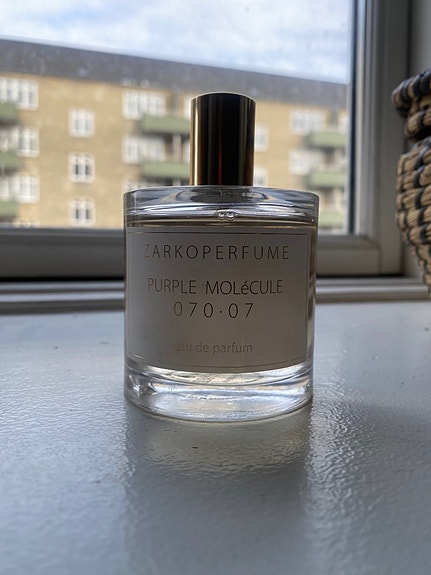 ZARKOPERFUME
PURPLE MOLéCULE
070·07
eau de parfum